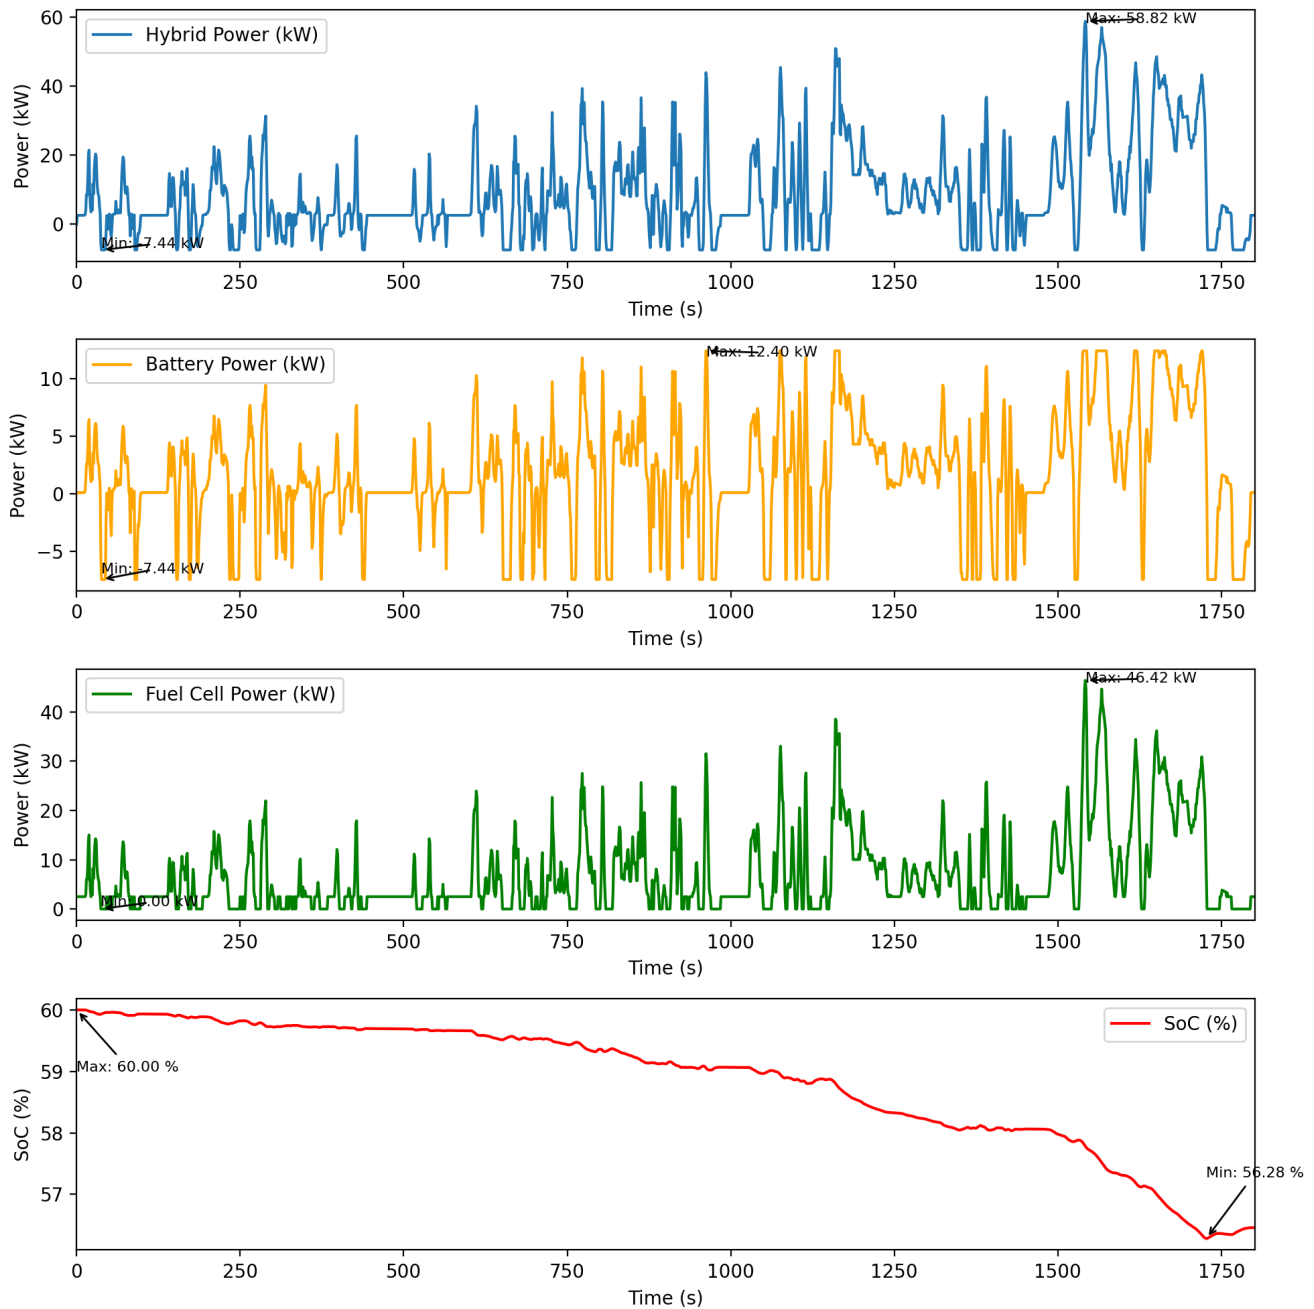 Hybrid Power (kW)
Max: 58.82 kW
Min: -7.44 kW
Power (kW)
60
40
20
0
0 250 500 750 1000 1250 1500 1750
Time (s)
Battery Power (kW)
Max: 12.40 kW
Min: -7.44 kW
Power (kW)
10
5
0
−5
0 250 500 750 1000 1250 1500 1750
Time (s)
Fuel Cell Power (kW)
Max: 46.42 kW
Min: 0.00 kW
Power (kW)
40
30
20
10
0
0 250 500 750 1000 1250 1500 1750
Time (s)
SoC (%)
Max: 60.00 %
Min: 56.28 %
SoC (%)
60
59
58
57
0 250 500 750 1000 1250 1500 1750
Time (s)